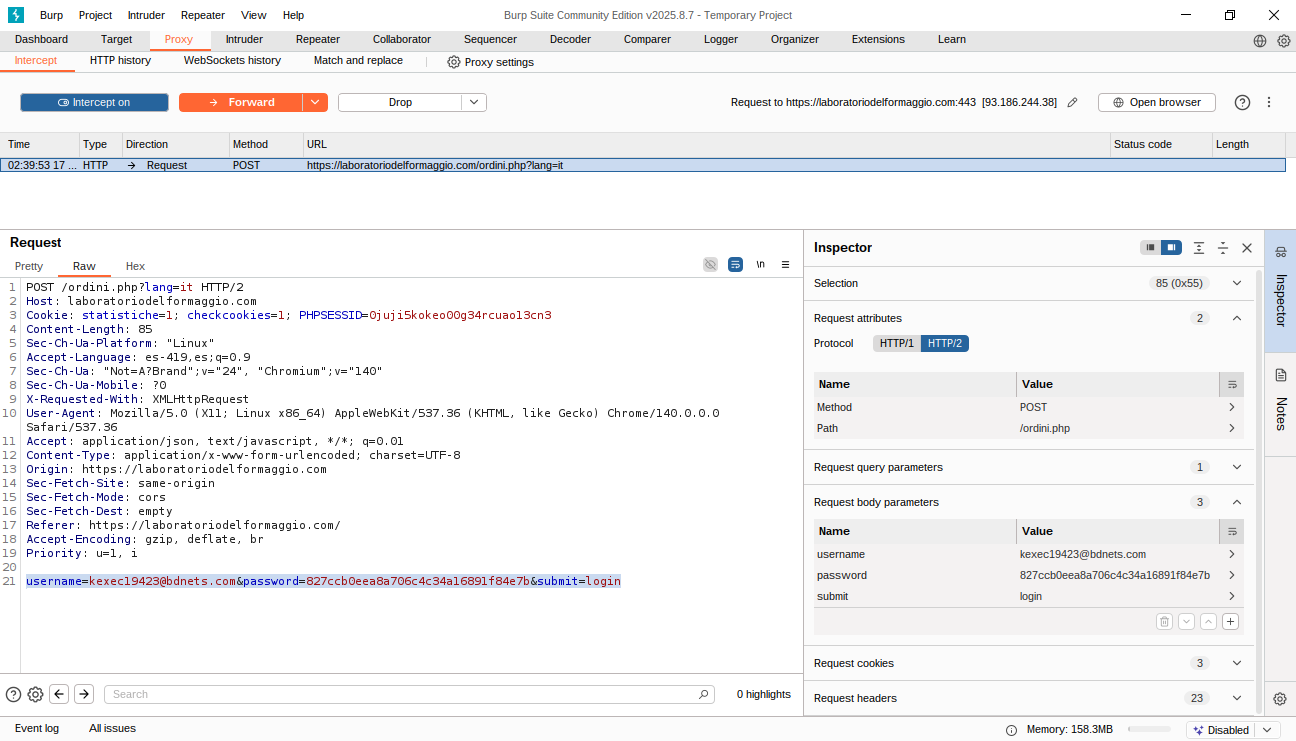 Burp Project Intruder Repeater View Help Burp Suite Community Edition v2025.8.7 - Temporary Project
Dashboard Target Proxy Intruder Repeater Collaborator Sequencer Decoder Comparer Logger Organizer Extensions Learn
Intercept HTTP history WebSockets history Match and replace Proxy settings
Intercept on Forward Drop Request to https://laboratoriodelformaggio.com:443 [93.186.244.38] Open browser
Time Type Direction Method URL Status code Length
02:39:53 17 ... HTTP Request POST https://laboratoriodelformaggio.com/ordini.php?lang=it
Request
Pretty Raw Hex \n
1 POST /ordini.php?lang=it HTTP/2
2 Host: laboratoriodelformaggio.com
3 Cookie: statistiche=1; checkcookies=1; PHPSESSID=0juji5kokeo00g34rcuao13cn3
4 Content-Length: 85
5 Sec-Ch-Ua-Platform: "Linux"
6 Accept-Language: es-419,es;q=0.9
7 Sec-Ch-Ua: "Not=A?Brand";v="24", "Chromium";v="140"
8 Sec-Ch-Ua-Mobile: ?0
9 X-Requested-With: XMLHttpRequest
10 User-Agent: Mozilla/5.0 (X11; Linux x86_64) AppleWebKit/537.36 (KHTML, like Gecko) Chrome/140.0.0.0
Safari/537.36
11 Accept: application/json, text/javascript, */*; q=0.01
12 Content-Type: application/x-www-form-urlencoded; charset=UTF-8
13 Origin: https://laboratoriodelformaggio.com
14 Sec-Fetch-Site: same-origin
15 Sec-Fetch-Mode: cors
16 Sec-Fetch-Dest: empty
17 Referer: https://laboratoriodelformaggio.com/
18 Accept-Encoding: gzip, deflate, br
19 Priority: u=1, i
20
21 username=kexec19423@bdnets.com&password=827ccb0eea8a706c4c34a16891f84e7b&submit=login
Search 0 highlights
Inspector
Selection 85 (0x55)
Request attributes 2
Protocol HTTP/1 HTTP/2
Name Value
Method POST
Path /ordini.php
Request query parameters 1
Request body parameters 3
Name Value
username kexec19423@bdnets.com
password 827ccb0eea8a706c4c34a16891f84e7b
submit login
Request cookies 3
Request headers 23
Inspector
Notes
Event log All issues Memory: 158.3MB Disabled